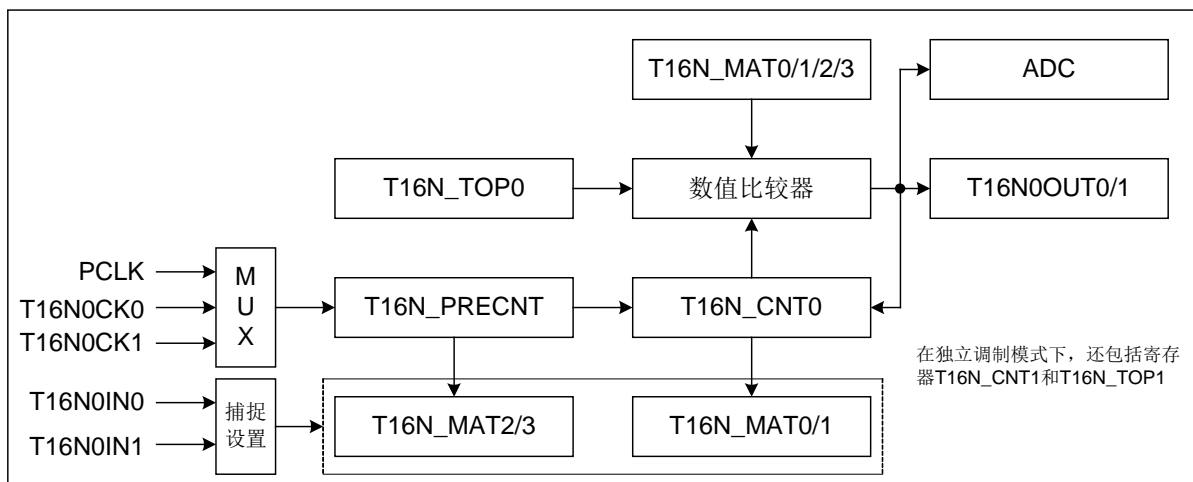 T16N_MAT0/1/2/3
ADC
T16N_TOP0
数值比较器
T16N0OUT0/1
PCLK
T16N0CK0
T16N0CK1
M
U
X
T16N_PRECNT
T16N_CNT0
在独立调制模式下，还包括寄存
器T16N_CNT1和T16N_TOP1
T16N0IN0
T16N0IN1
捕捉
设置
T16N_MAT2/3
T16N_MAT0/1